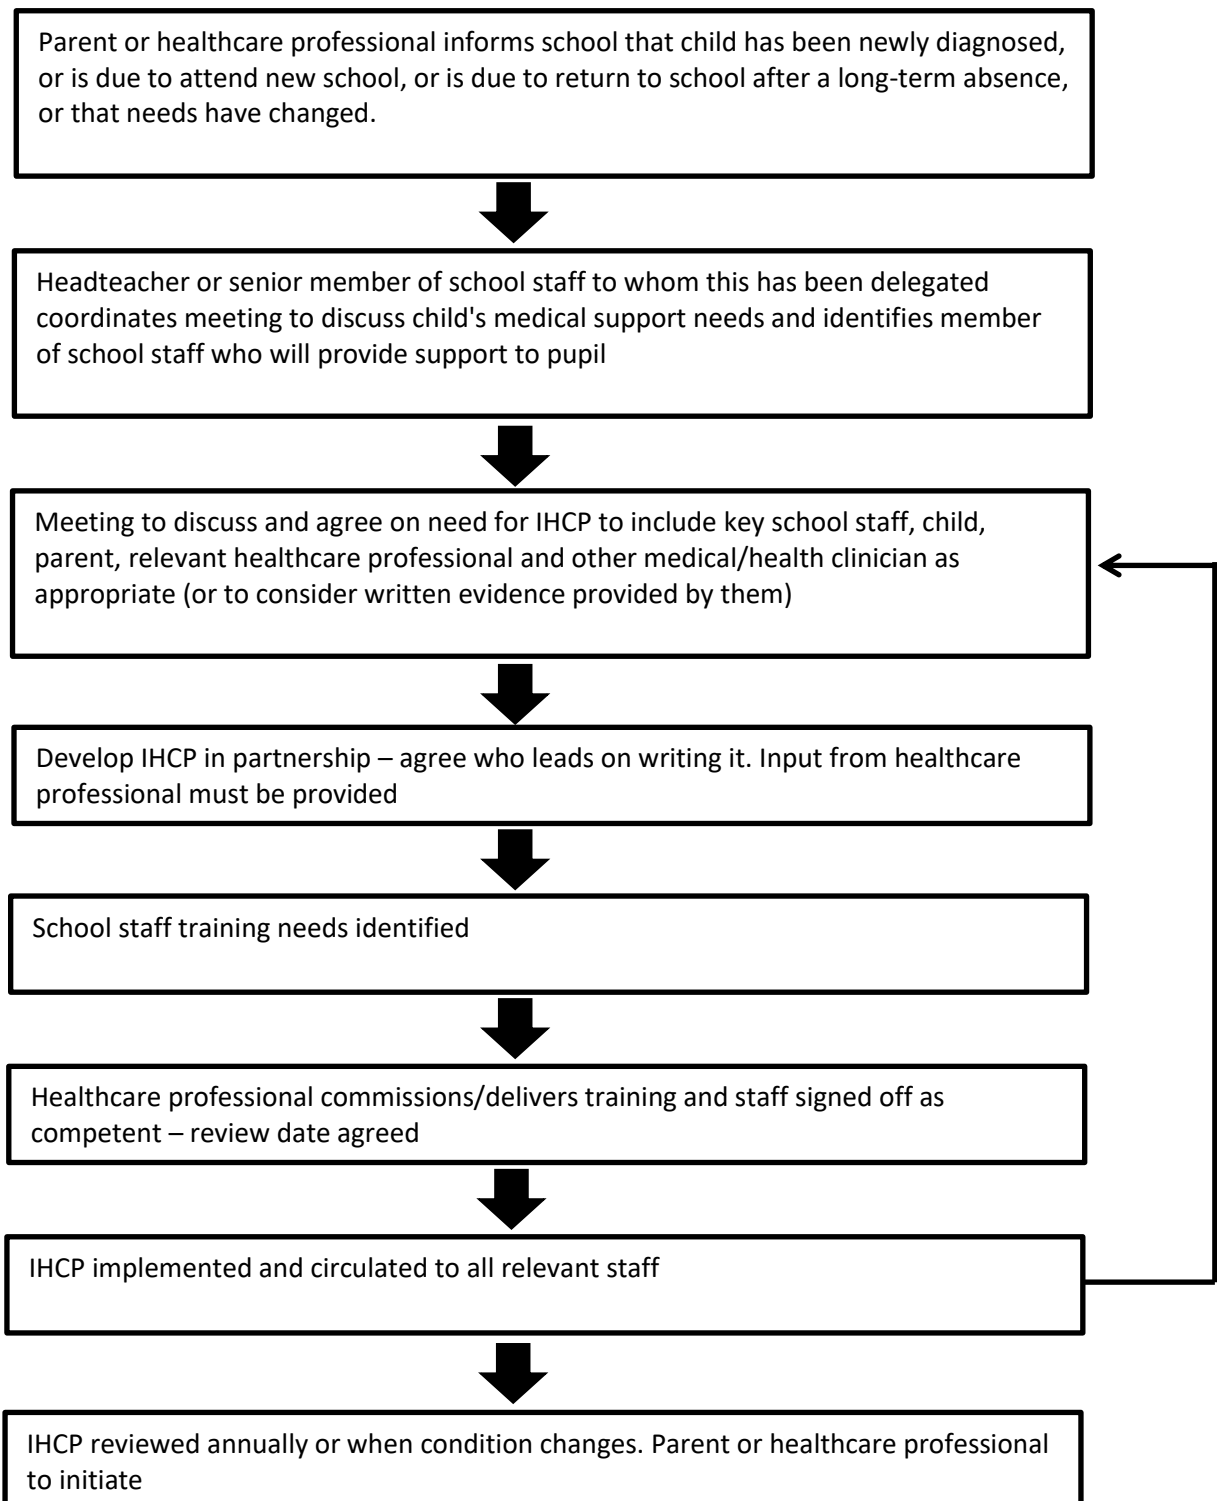 Parent or healthcare professional informs school that child has been newly diagnosed,
or is due to attend new school, or is due to return to school after a long-term absence,
or that needs have changed.
Headteacher or senior member of school staff to whom this has been delegated
coordinates meeting to discuss child's medical support needs and identifies member
of school staff who will provide support to pupil
Meeting to discuss and agree on need for IHCP to include key school staff, child,
parent, relevant healthcare professional and other medical/health clinician as
appropriate (or to consider written evidence provided by them)
Develop IHCP in partnership – agree who leads on writing it. Input from healthcare
professional must be provided
School staff training needs identified
Healthcare professional commissions/delivers training and staff signed off as
competent – review date agreed
IHCP implemented and circulated to all relevant staff
IHCP reviewed annually or when condition changes. Parent or healthcare professional
to initiate